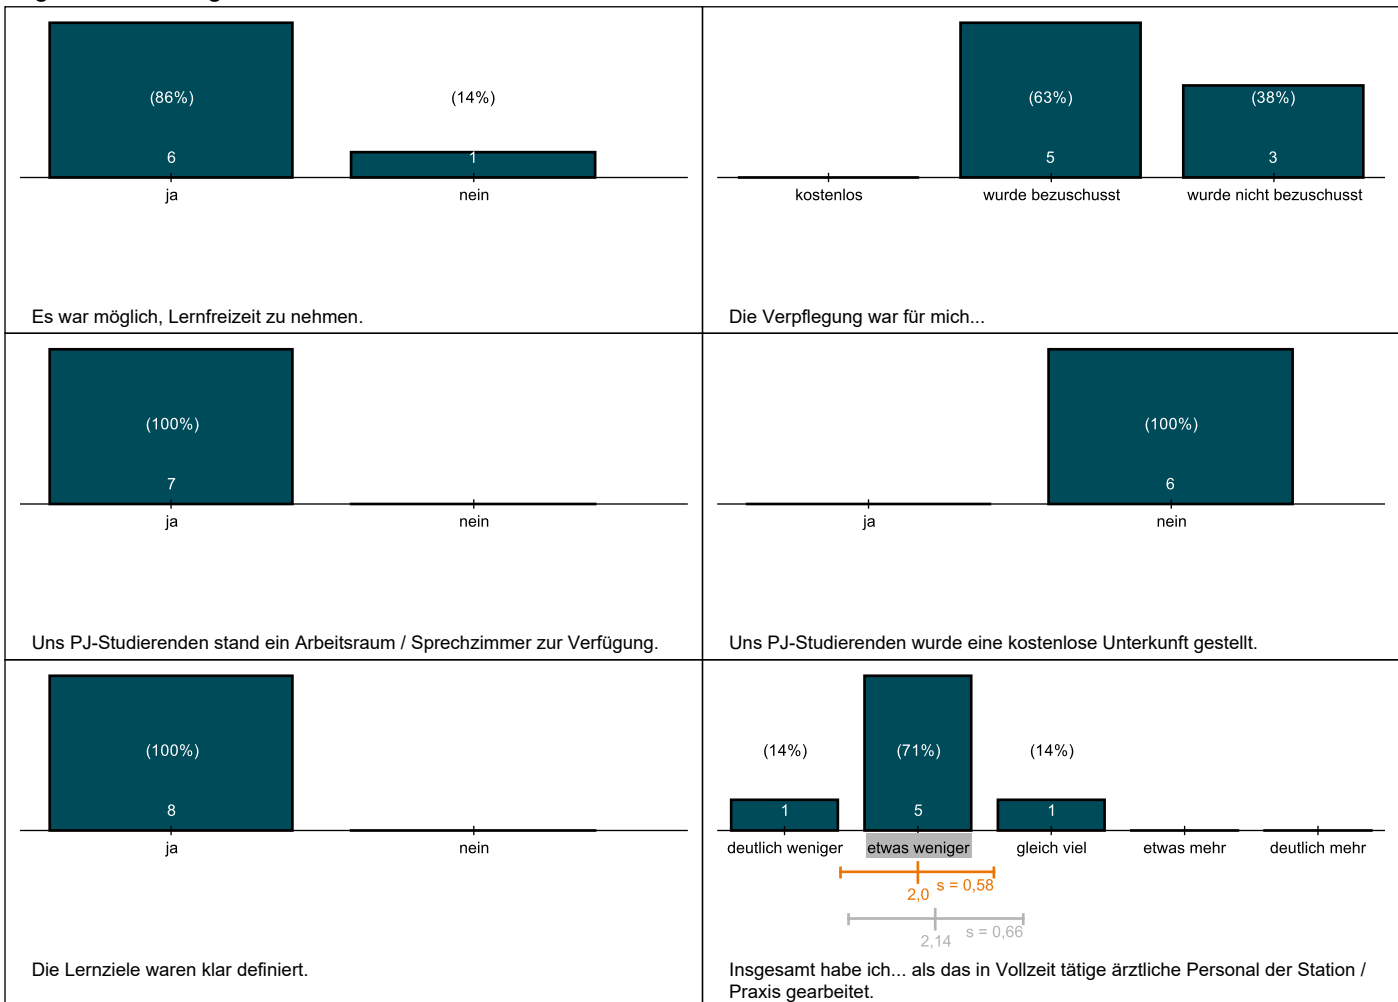 (86%)
(14%)
6
1
ja
nein
Es war möglich, Lernfreizeit zu nehmen.
(63%)
(38%)
5
3
kostenlos
wurde bezuschusst
wurde nicht bezuschusst
Die Verpflegung war für mich...
(100%)
7
ja
nein
Uns PJ-Studierenden stand ein Arbeitsraum / Sprechzimmer zur Verfügung.
(100%)
6
ja
nein
Uns PJ-Studierenden wurde eine kostenlose Unterkunft gestellt.
(100%)
8
ja
nein
Die Lernziele waren klar definiert.
(14%)
(71%)
(14%)
1
5
1
deutlich weniger
etwas weniger
gleich viel
etwas mehr
deutlich mehr
2,0
s = 0,58
2,14
s = 0,66
Insgesamt habe ich... als das in Vollzeit tätige ärztliche Personal der Station /
Praxis gearbeitet.